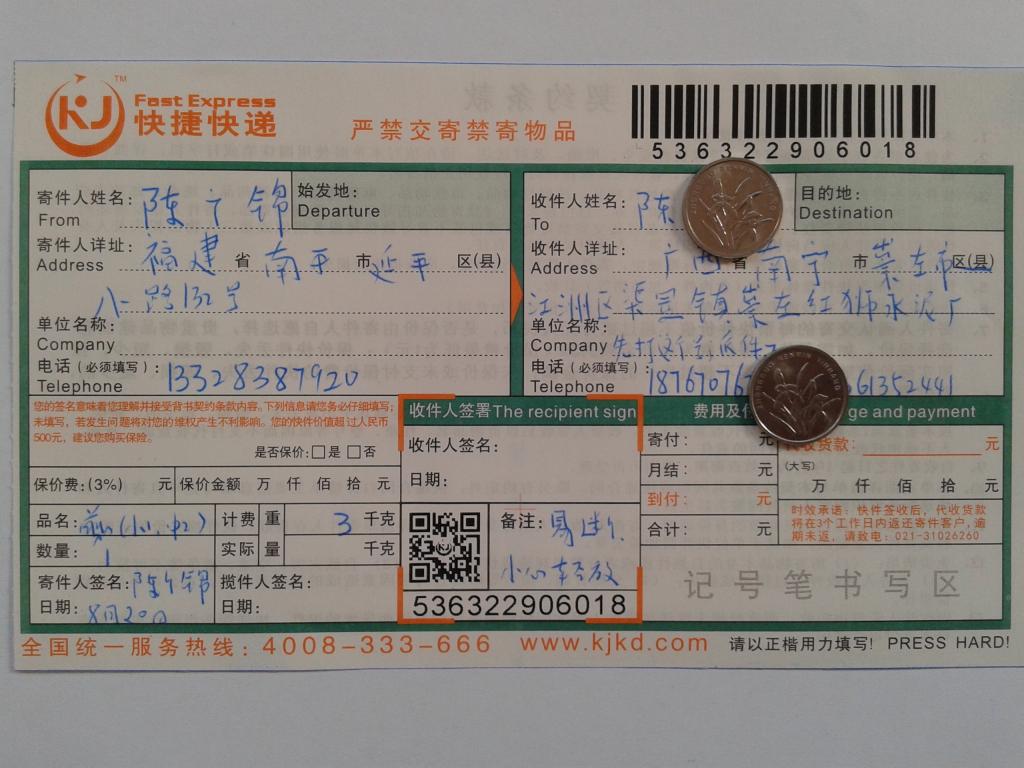 KJ TM
Fast Express
快捷快递
严禁交寄禁寄物品
536322906018
寄件人姓名: 陈 锦
From
始发地:
Departure
寄件人详址: 福建 省 南平 市 延平 区(县)
Address
八一路132号
单位名称:
Company
电话(必须填写):
Telephone 13328387920
收件人姓名: 陈
To
目的地:
Destination
收件人详址: 广西 省 南宁 市 崇左市 区(县)
Address
江洲区渠 镇崇左红狮水泥厂
单位名称:
Company 先打这个
电话(必须填写):
Telephone 1876707 61352441
您的签名意味着您理解并接受背书契约条款内容。下列信息请您务必仔细填写;
未填写,若发生问题将对您的维权产生不利影响。您的快件价值超过人民币
500元,建议您购买保险。
是否保价:□是 □否
保价费:(3%) 元 保价金额 万 仟 佰 拾 元
品名: (小、中) 计费 重 3 千克
数量: 1 实际 量 千克
寄件人签名: 陈 锦
日期: 8月20日
揽件人签名:
日期:
收件人签署The recipient sign
收件人签名:
日期:
备注: 易
小心轻放
536322906018
费用及付 ge and payment
寄付: 元
月结: 元
到付: 元
合计: 元
代收货款: 元
(大写)
万 仟 佰 拾 元
时效承诺:快件签收后,代收货款
将在3个工作日内返还寄件客户,逾
期未返,请致电:021-31026260
记号笔书写区
全国统一服务热线: 4008-333-666 www.kjkd.com 请以正楷用力填写! PRESS HARD!